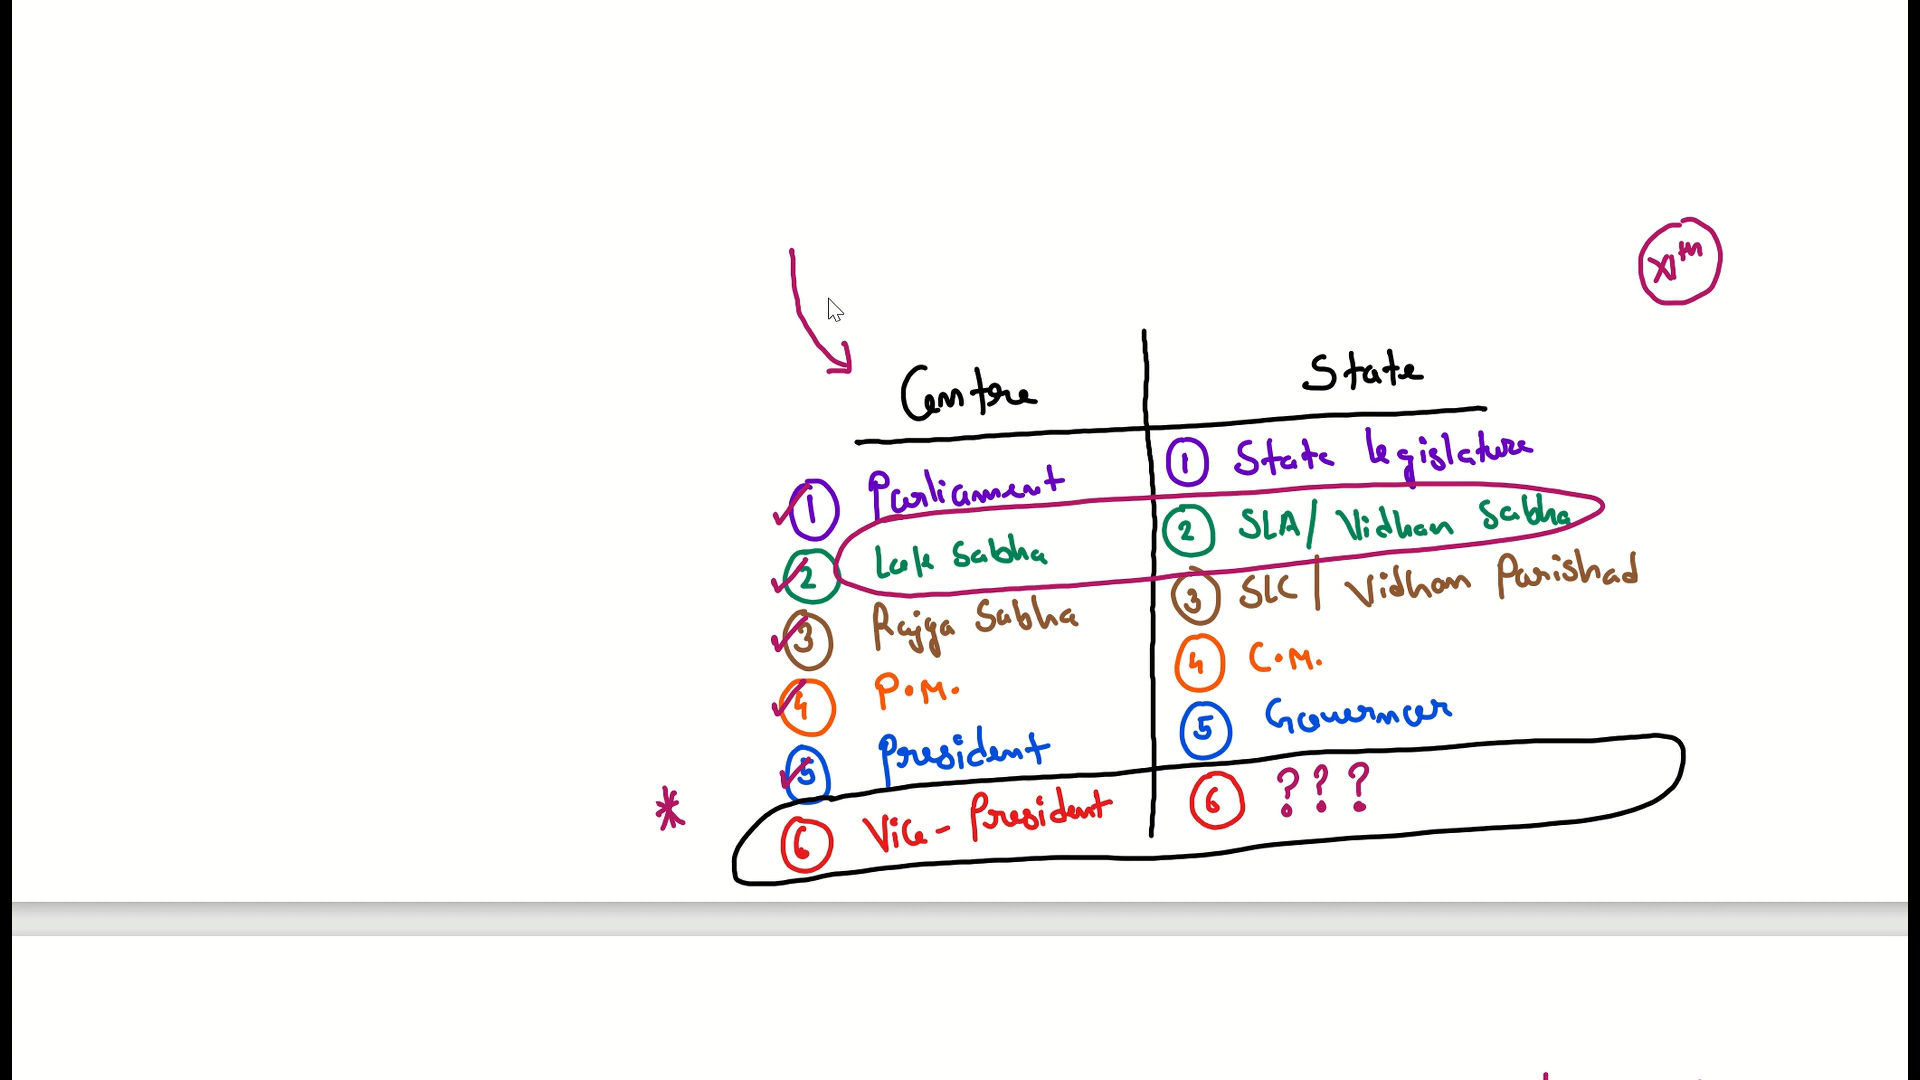 XIth
Centre
State
1 Parliament
1 State legislature
2 Lok Sabha
2 SLA/ Vidhan Sabha
3 Rajya Sabha
3 SLC/ Vidhan Parishad
4 P.M.
4 C.M.
5 President
5 Governor
* 6 Vice-President
6 ???